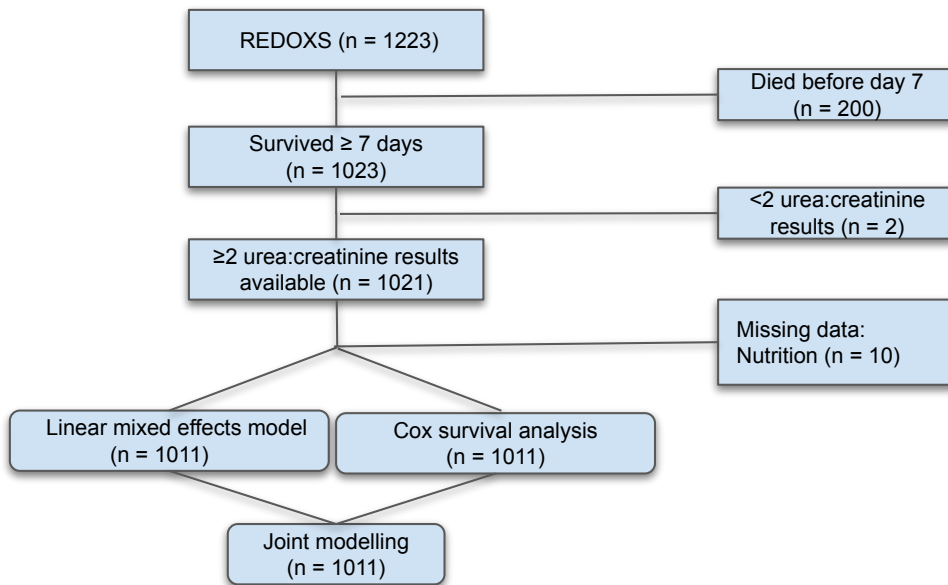 REDOXS (n = 1223)
Died before day 7
(n = 200)
Survived ≥ 7 days
(n = 1023)
<2 urea:creatinine
results (n = 2)
≥2 urea:creatinine results
available (n = 1021)
Missing data:
Nutrition (n = 10)
Linear mixed effects model
(n = 1011)
Cox survival analysis
(n = 1011)
Joint modelling
(n = 1011)